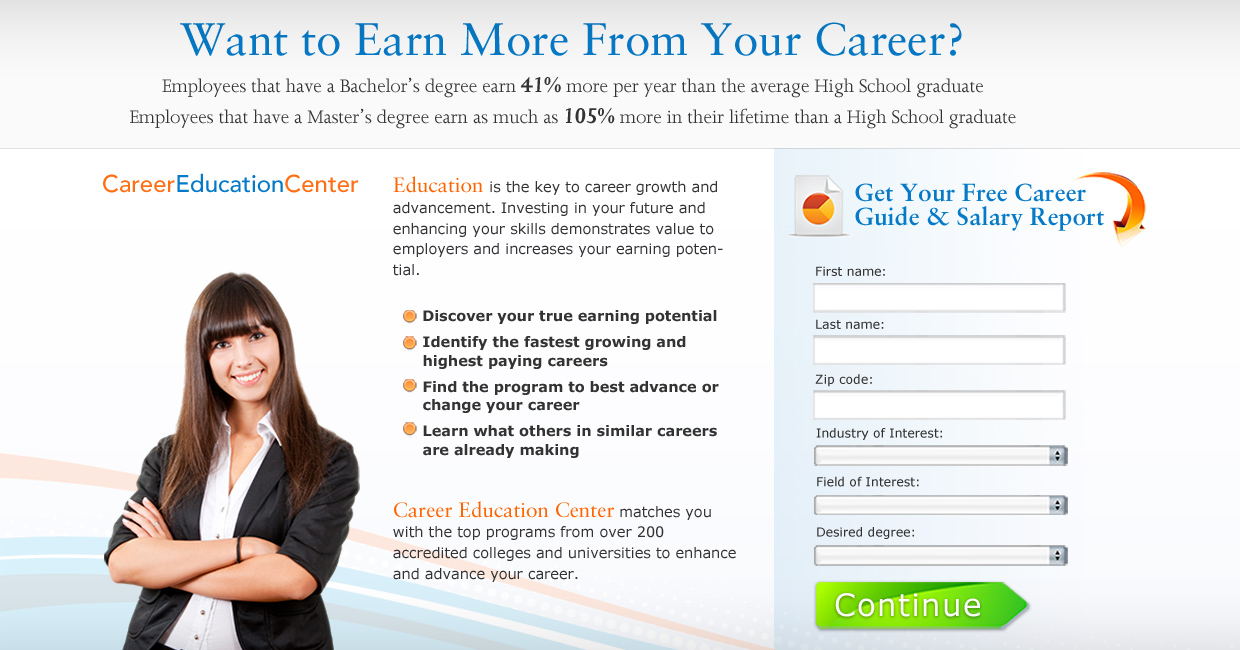 Want to Earn More From Your Career?
Employees that have a Bachelor’s degree earn 41% more per year than the average High School graduate
Employees that have a Master’s degree earn as much as 105% more in their lifetime than a High School graduate
CareerEducationCenter
Education is the key to career growth and
advancement. Investing in your future and
enhancing your skills demonstrates value to
employers and increases your earning poten-
tial.
Discover your true earning potential
Identify the fastest growing and
highest paying careers
Find the program to best advance or
change your career
Learn what others in similar careers
are already making
Career Education Center matches you
with the top programs from over 200
accredited colleges and universities to enhance
and advance your career.
Get Your Free Career
Guide & Salary Report
First name:
Last name:
Zip code:
Industry of Interest:
Field of Interest:
Desired degree:
Continue